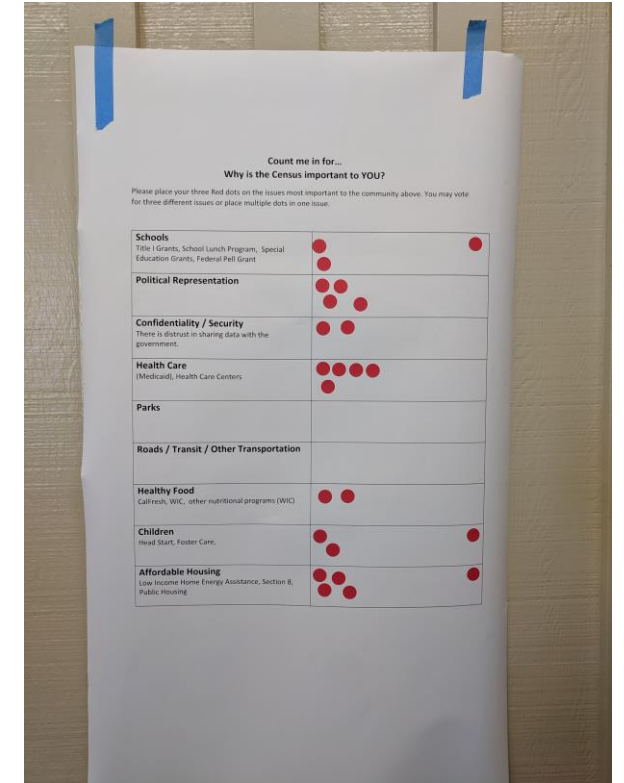 Count me in for...
Why is the Census important to YOU?
Please place your three Red dots on the issues most important to the community above. You may vote
for three different issues or place multiple dots in one issue.
Schools
Title I Grants, School Lunch Program, Special
Education Grants, Federal Pell Grant
Political Representation
Confidentiality / Security
There is distrust in sharing data with the
government.
Health Care
(Medicaid), Health Care Centers
Parks
Roads / Transit / Other Transportation
Healthy Food
CalFresh, WIC, other nutritional programs (WIC)
Children
Head Start, Foster Care,
Affordable Housing
Low Income Home Energy Assistance, Section 8,
Public Housing